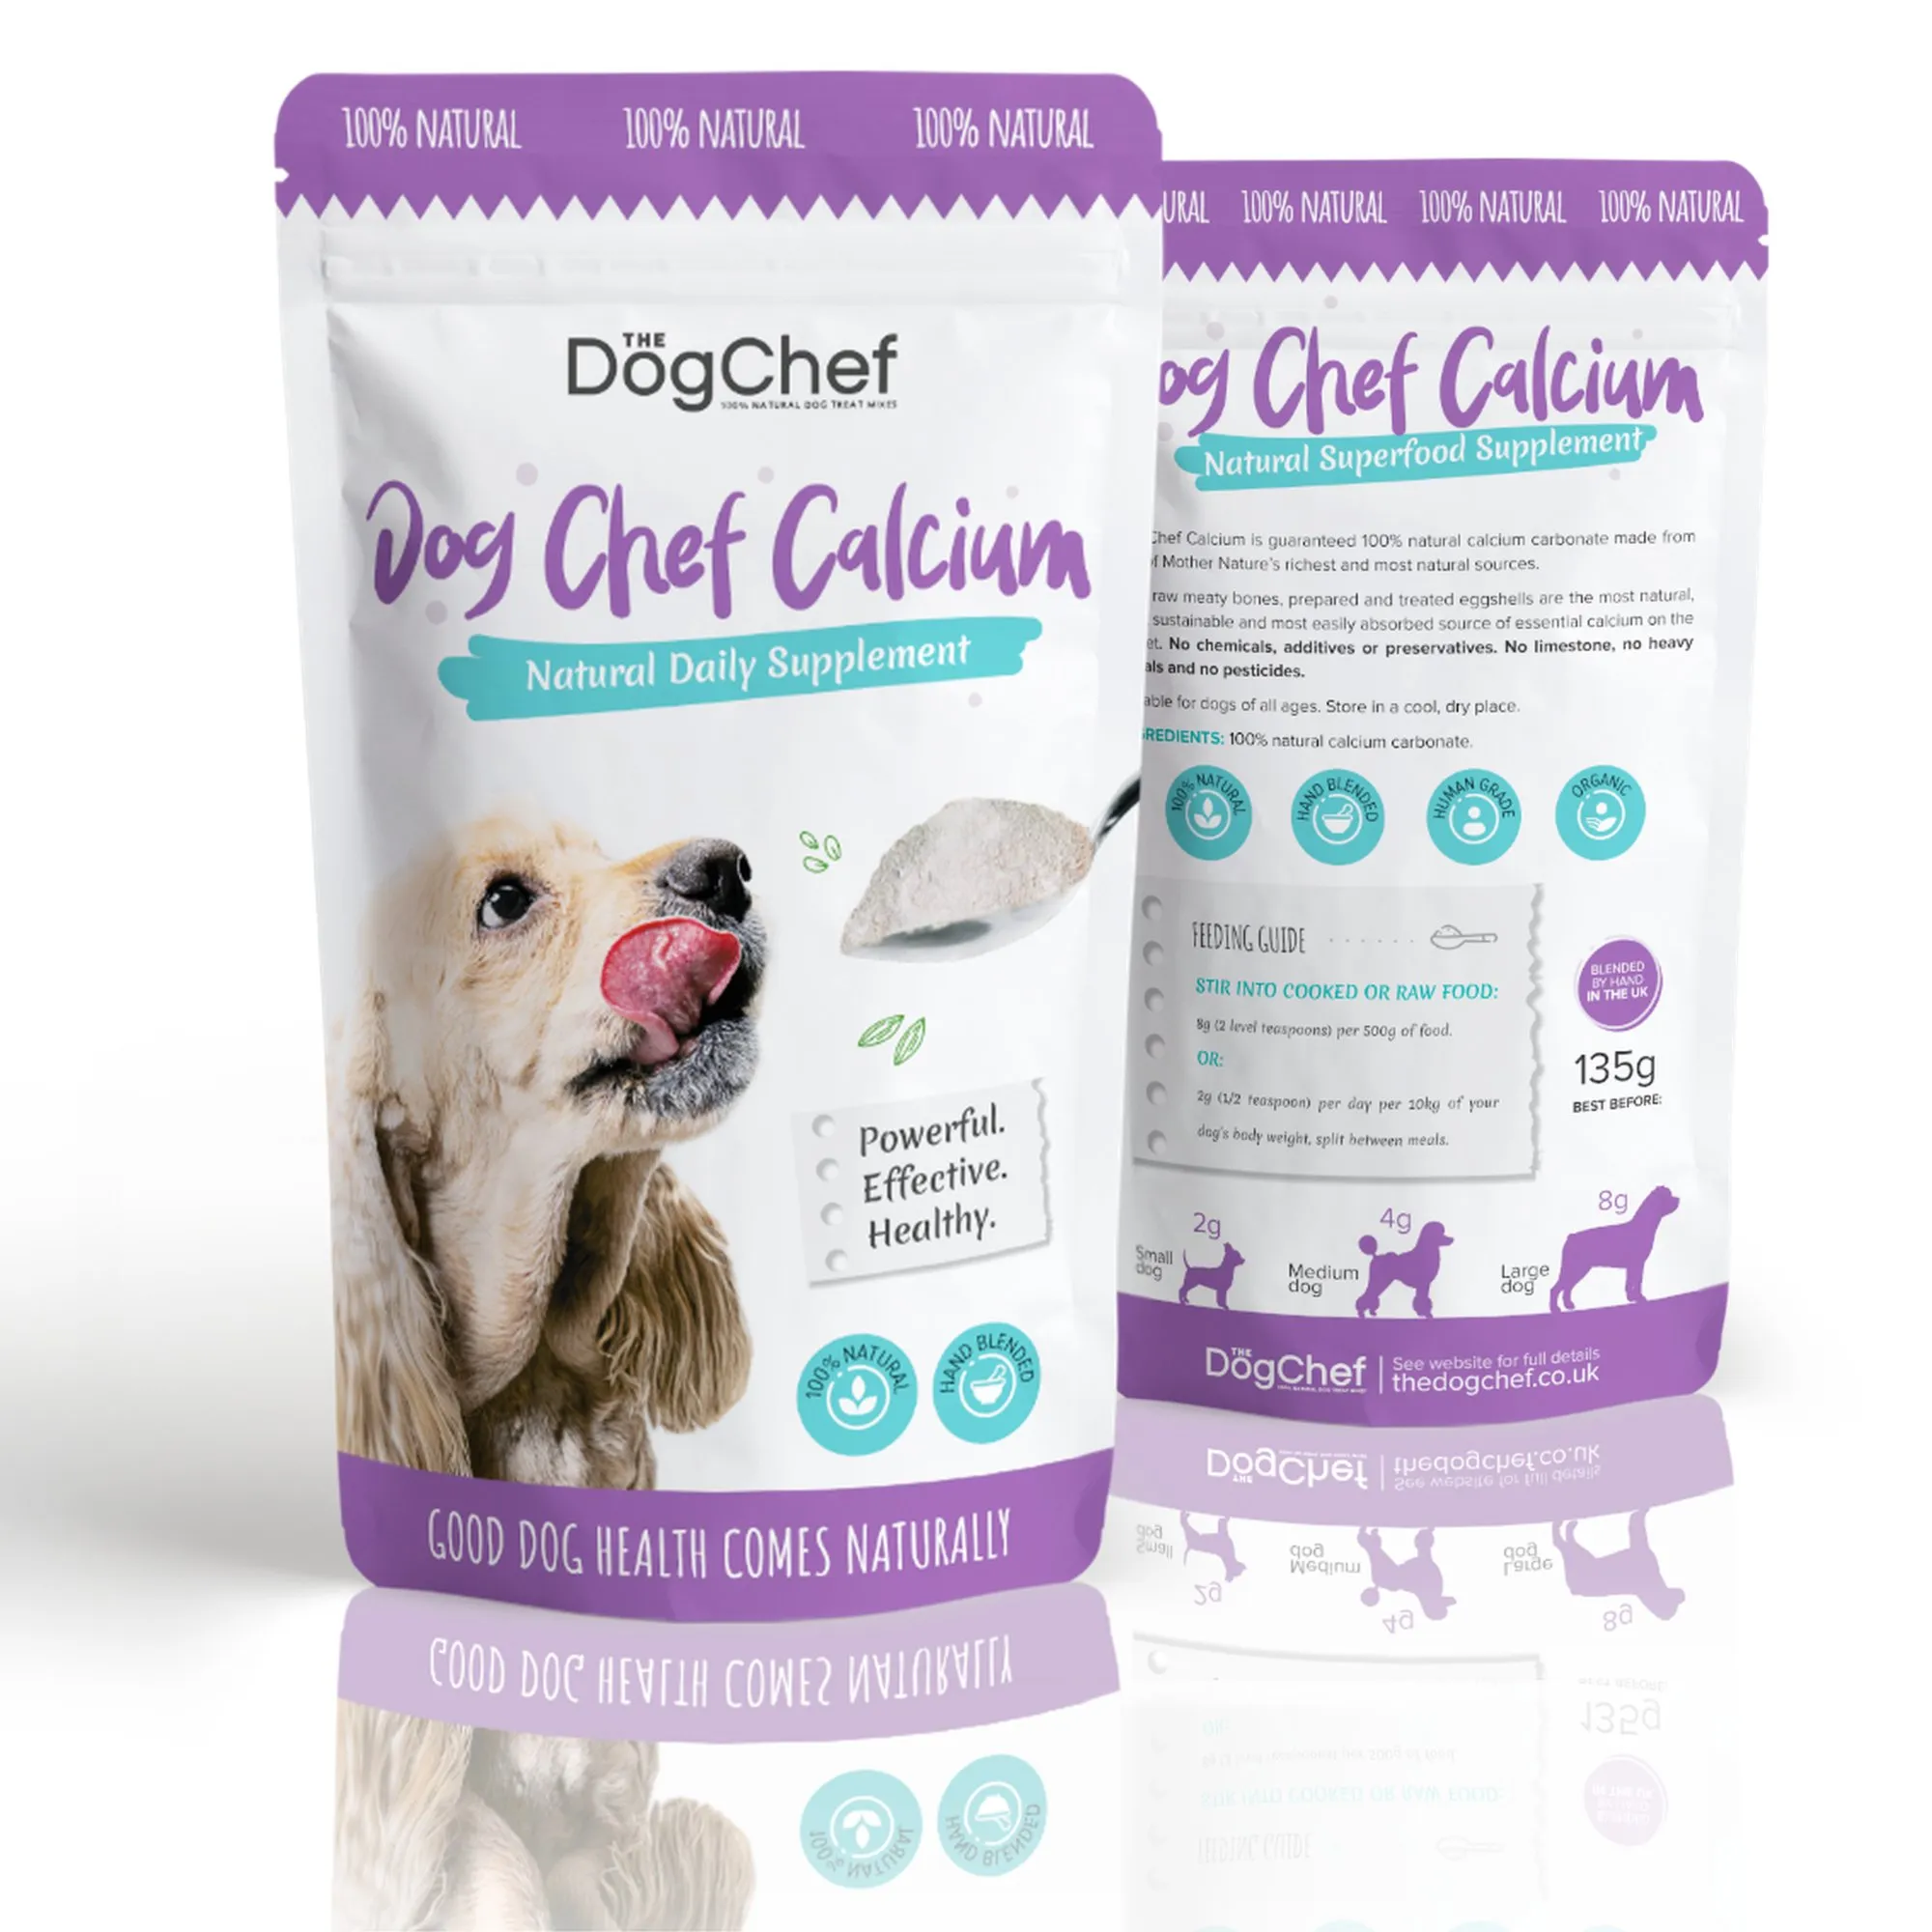 100% NATURAL 100% NATURAL 100% NATURAL
THE
DogChef
100% NATURAL DOG TREAT MIXES
Dog Chef Calcium
Natural Daily Supplement
Powerful.
Effective.
Healthy.
100% NATURAL
HAND BLENDED
GOOD DOG HEALTH COMES NATURALLY
URAL 100% NATURAL 100% NATURAL 100% NATURAL
og Chef Calcium
Natural Superfood Supplement
Chef Calcium is guaranteed 100% natural calcium carbonate made from
f Mother Nature's richest and most natural sources.
raw meaty bones, prepared and treated eggshells are the most natural,
sustainable and most easily absorbed source of essential calcium on the
et. No chemicals, additives or preservatives. No limestone, no heavy
als and no pesticides.
able for dogs of all ages. Store in a cool, dry place.
REDIENTS: 100% natural calcium carbonate.
100% NATURAL
HAND BLENDED
HUMAN GRADE
ORGANIC
FEEDING GUIDE
STIR INTO COOKED OR RAW FOOD:
8g (2 level teaspoons) per 500g of food.
OR:
2g (1/2 teaspoon) per day per 10kg of your
dog's body weight, split between meals.
BLENDED
BY HAND
IN THE UK
135g
BEST BEFORE:
2g
Small
dog
4g
Medium
dog
8g
Large
dog
THE
DogChef
See website for full details
thedogchef.co.uk